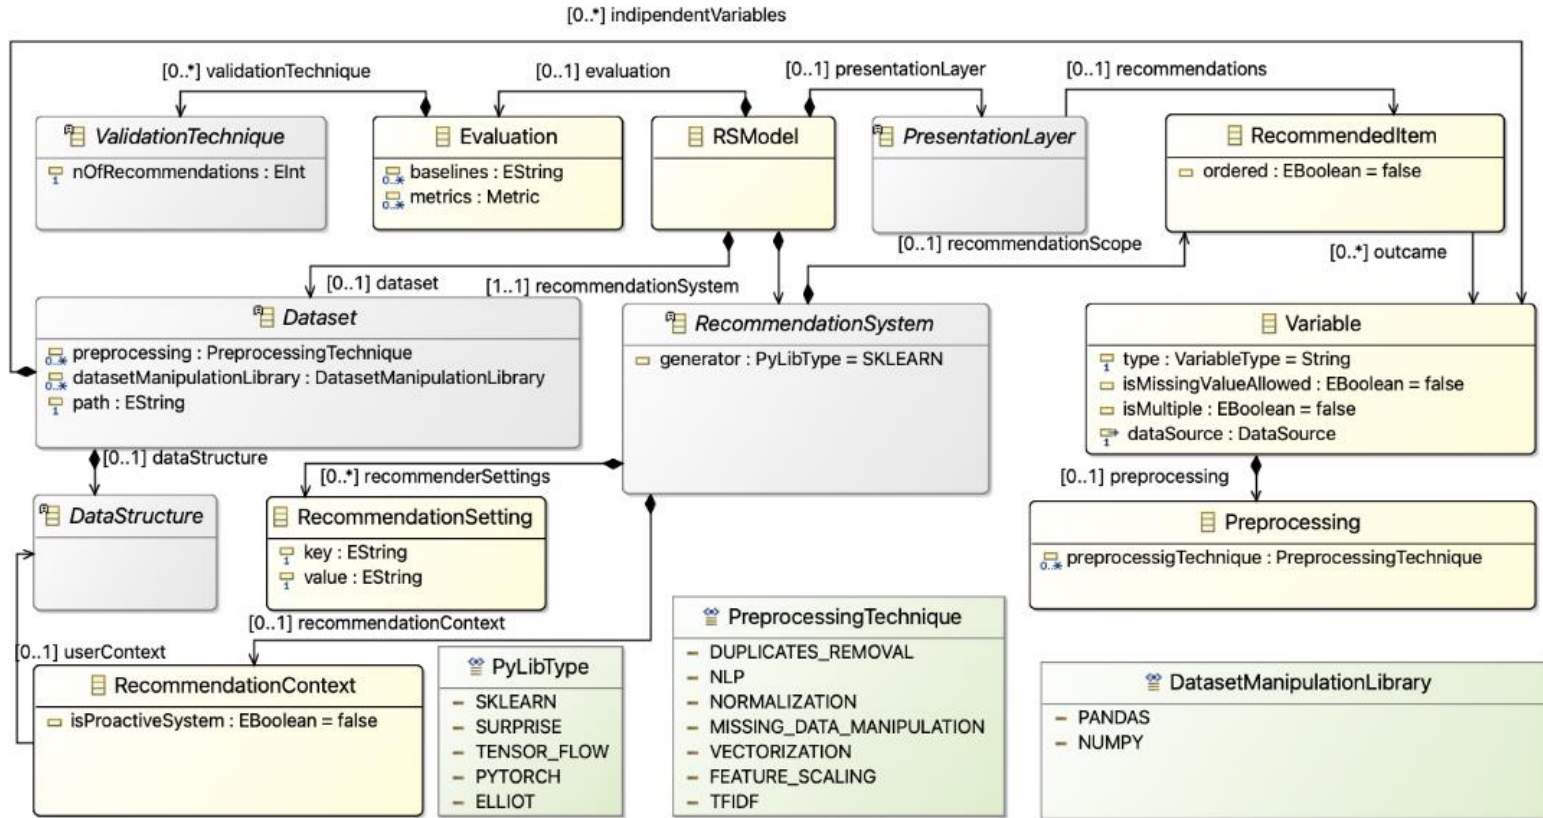 [0..*] indipendentVariables
[0..*] validationTechnique
[0..1] evaluation
[0..1] presentationLayer
[0..1] recommendations
ValidationTechnique
nOfRecommendations : EInt
Evaluation
baselines : EString
metrics : Metric
RSModel
PresentationLayer
RecommendedItem
ordered : EBoolean = false
[0..1] recommendationScope
[0..*] outcame
[0..1] dataset
[1..1] recommendationSystem
Dataset
preprocessing : PreprocessingTechnique
datasetManipulationLibrary : DatasetManipulationLibrary
path : EString
RecommendationSystem
generator : PyLibType = SKLEARN
Variable
type : VariableType = String
isMissingValueAllowed : EBoolean = false
isMultiple : EBoolean = false
dataSource : DataSource
[0..1] dataStructure
[0..*] recommenderSettings
[0..1] preprocessing
DataStructure
RecommendationSetting
key : EString
value : EString
Preprocessing
0..* preprocessigTechnique : PreprocessingTechnique
[0..1] recommendationContext
[0..1] userContext
RecommendationContext
isProactiveSystem : EBoolean = false
PyLibType
SKLEARN
SURPRISE
TENSOR_FLOW
PYTORCH
ELLIOT
PreprocessingTechnique
DUPLICATES_REMOVAL
NLP
NORMALIZATION
MISSING_DATA_MANIPULATION
VECTORIZATION
FEATURE_SCALING
TFIDF
DatasetManipulationLibrary
PANDAS
NUMPY